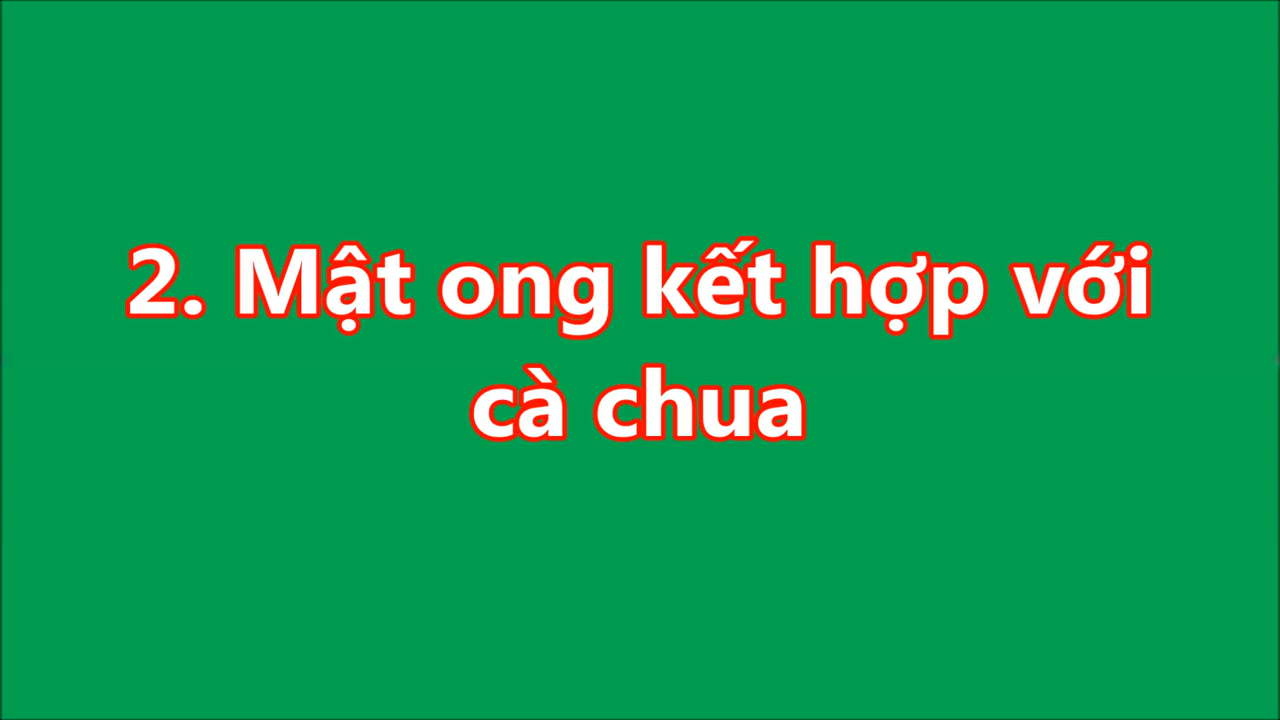 2. Mật ong kết hợp với
cà chua